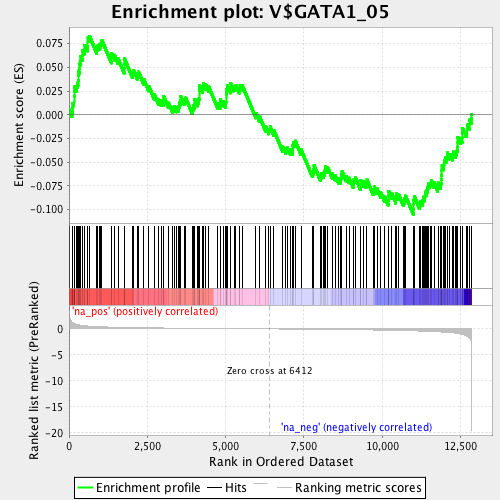 Enrichment plot: V$GATA1_05
Enrichment score (ES)
0.075
0.050
0.025
0.000
-0.025
-0.050
-0.075
-0.100
'na_pos' (positively correlated)
Ranked list metric (PreRanked)
0
-5
-10
-15
-20
Zero cross at 6412
'na_neg' (negatively correlated)
0
2,500
5,000
7,500
10,000
12,500
Rank in Ordered Dataset
Enrichment profile
Hits
Ranking metric scores